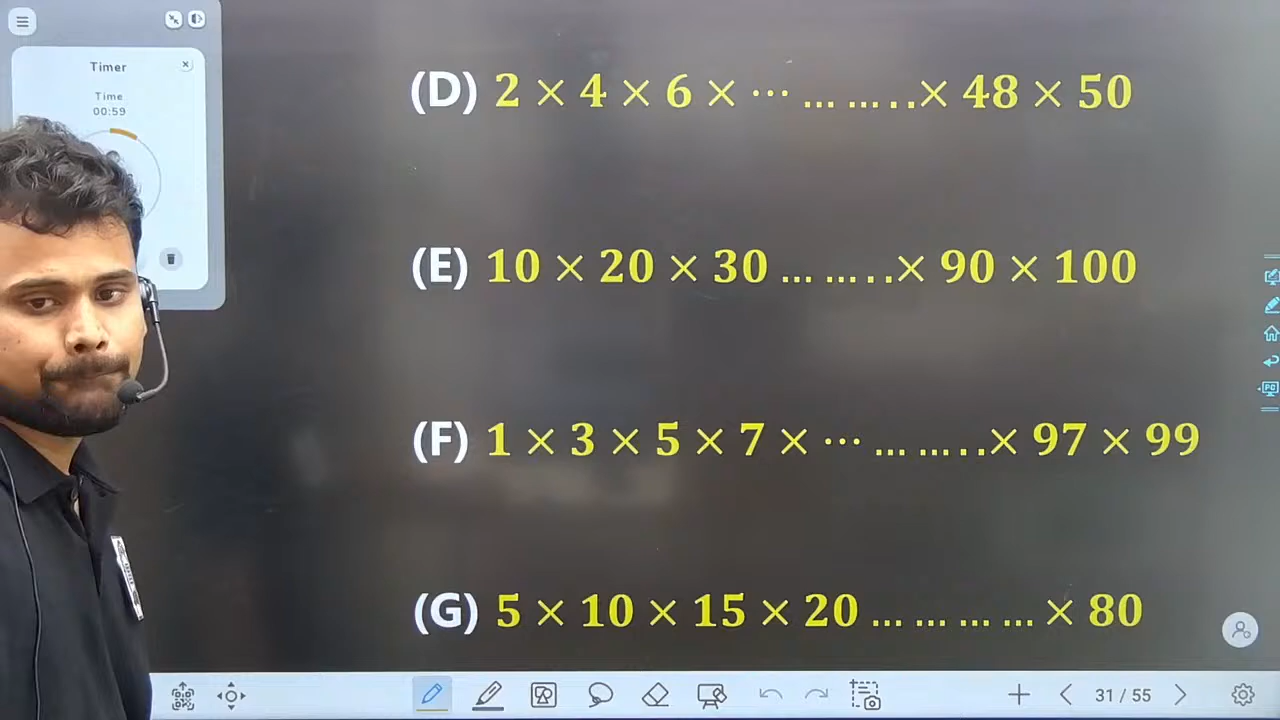 Timer
Time
00:59
(D) 2 × 4 × 6 × ⋯ … … . . × 48 × 50
(E) 10 × 20 × 30 … … . . × 90 × 100
(F) 1 × 3 × 5 × 7 × ⋯ … … . . × 97 × 99
(G) 5 × 10 × 15 × 20 … … … … × 80
31 / 55